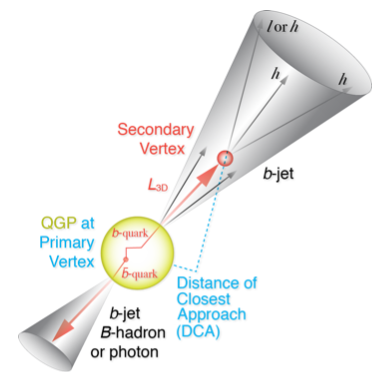 l or h
h
h
Secondary
Vertex
L3D
b-jet
QGP at
Primary
Vertex
b-quark
b̄-quark
Distance of
Closest
Approach
(DCA)
b-jet
B-hadron
or photon